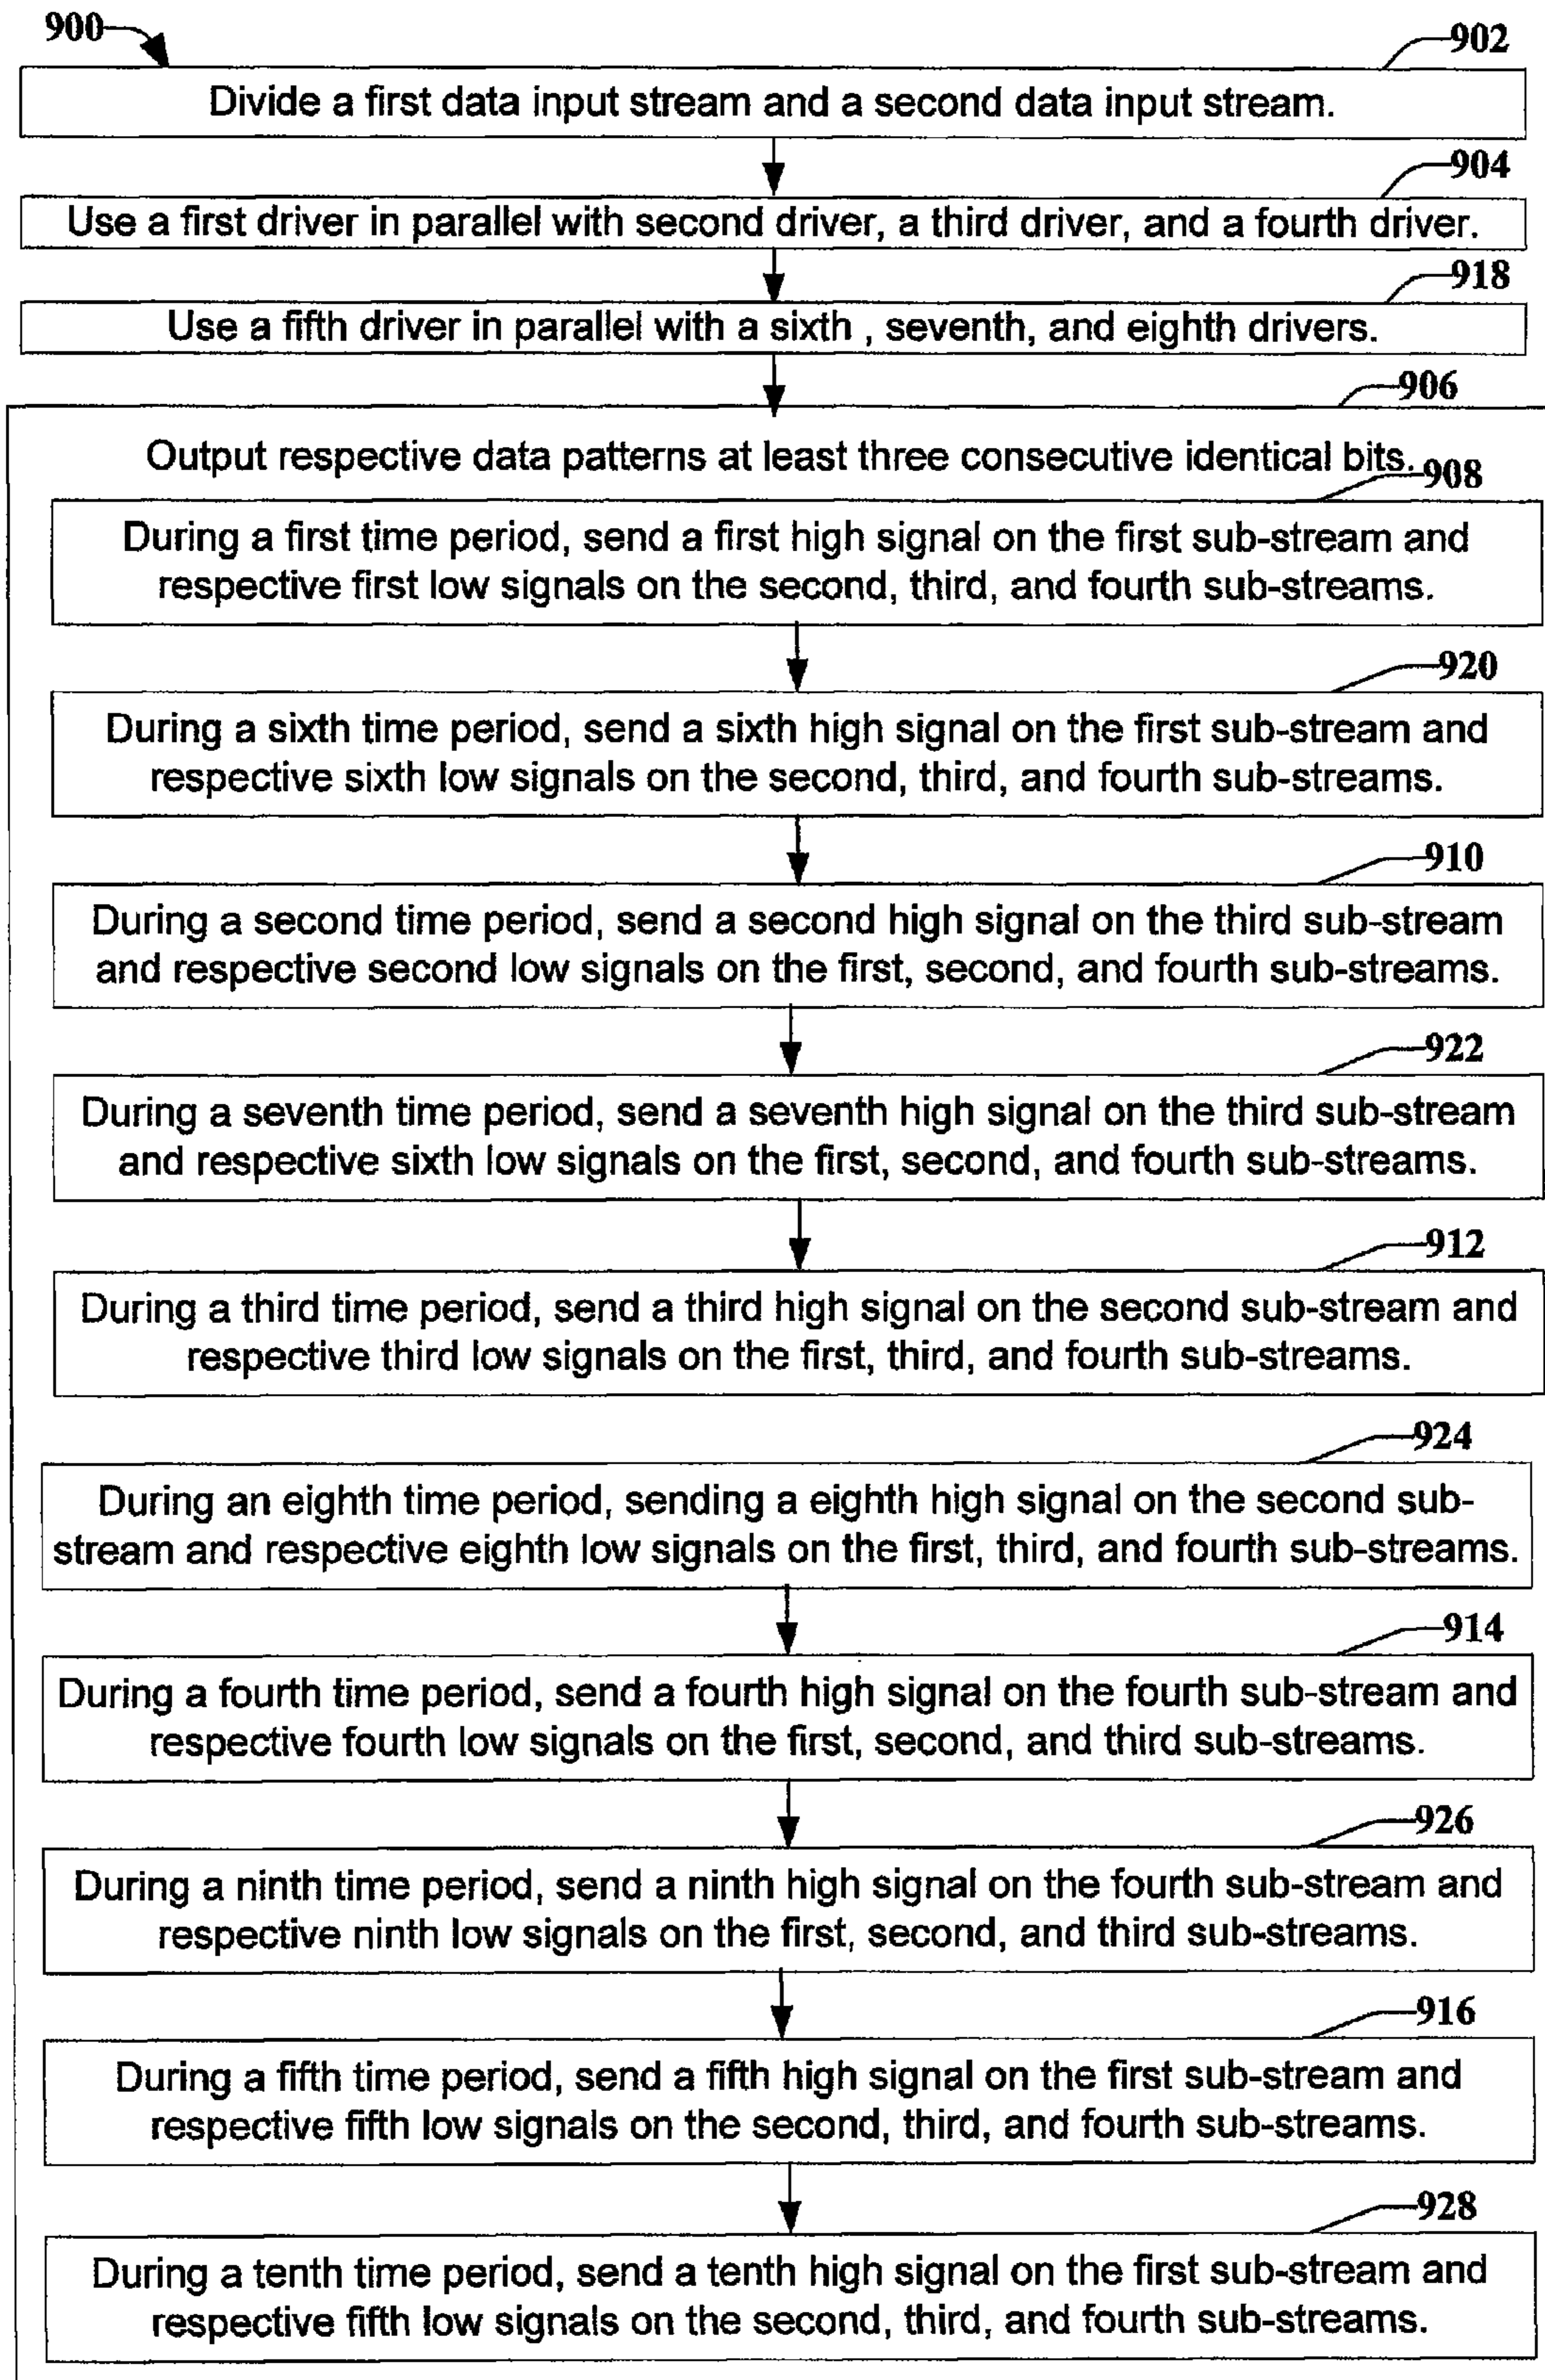 900
902
Divide a first data input stream and a second data input stream.
904
Use a first driver in parallel with second driver, a third driver, and a fourth driver.
918
Use a fifth driver in parallel with a sixth , seventh, and eighth drivers.
906
Output respective data patterns at least three consecutive identical bits.
908
During a first time period, send a first high signal on the first sub-stream and
respective first low signals on the second, third, and fourth sub-streams.
920
During a sixth time period, send a sixth high signal on the first sub-stream and
respective sixth low signals on the second, third, and fourth sub-streams.
910
During a second time period, send a second high signal on the third sub-stream
and respective second low signals on the first, second, and fourth sub-streams.
922
During a seventh time period, send a seventh high signal on the third sub-stream
and respective sixth low signals on the first, second, and fourth sub-streams.
912
During a third time period, send a third high signal on the second sub-stream and
respective third low signals on the first, third, and fourth sub-streams.
924
During an eighth time period, sending a eighth high signal on the second sub-
stream and respective eighth low signals on the first, third, and fourth sub-streams.
914
During a fourth time period, send a fourth high signal on the fourth sub-stream and
respective fourth low signals on the first, second, and third sub-streams.
926
During a ninth time period, send a ninth high signal on the fourth sub-stream and
respective ninth low signals on the first, second, and third sub-streams.
916
During a fifth time period, send a fifth high signal on the first sub-stream and
respective fifth low signals on the second, third, and fourth sub-streams.
928
During a tenth time period, send a tenth high signal on the first sub-stream and
respective fifth low signals on the second, third, and fourth sub-streams.